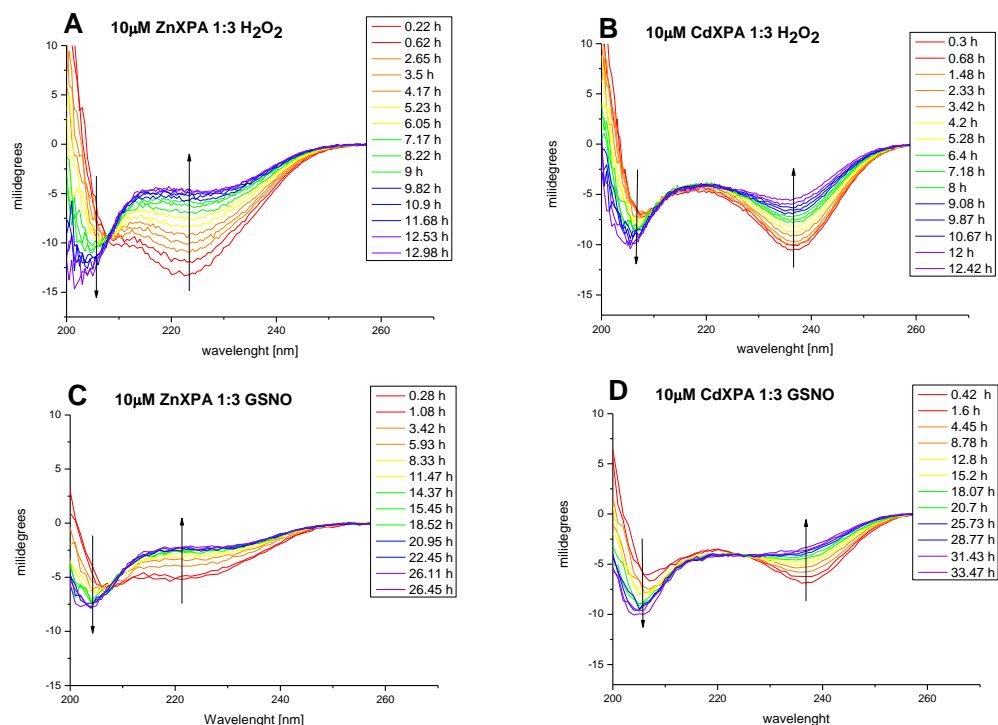 A
10µM ZnXPA 1:3 H2O2
5
0
-5
-10
-15
milidegrees
200
220
240
260
wavelenght [nm]
0.22 h
0.62 h
2.65 h
3.5 h
4.17 h
5.23 h
6.05 h
7.17 h
8.22 h
9 h
9.82 h
10.9 h
11.68 h
12.53 h
12.98 h
B
10µM CdXPA 1:3 H2O2
10
5
0
-5
-10
-15
milidegrees
200
220
240
260
wavelenght [nm]
0.3 h
0.68 h
1.48 h
2.33 h
3.42 h
4.2 h
5.28 h
6.4 h
7.18 h
8 h
9.08 h
9.87 h
10.67 h
12 h
12.42 h
C
10µM ZnXPA 1:3 GSNO
10
5
0
-5
-10
-15
milidegrees
200
220
240
260
Wavelenght [nm]
0.28 h
1.08 h
3.42 h
5.93 h
8.33 h
11.47 h
14.37 h
15.45 h
18.52 h
20.95 h
22.45 h
26.11 h
26.45 h
D
10µM CdXPA 1:3 GSNO
10
5
0
-5
-10
-15
milidegrees
200
220
240
260
wavelenght
0.42 h
1.6 h
4.45 h
8.78 h
12.8 h
15.2 h
18.07 h
20.7 h
25.73 h
28.77 h
31.43 h
33.47 h